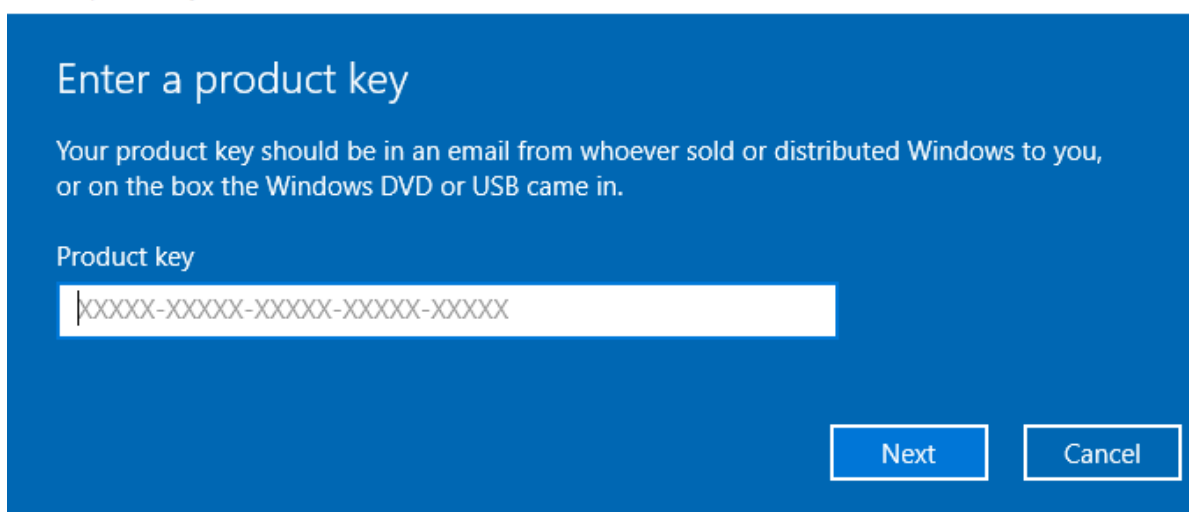 Enter a product key
Your product key should be in an email from whoever sold or distributed Windows to you,
or on the box the Windows DVD or USB came in.
Product key
XXXXX-XXXXX-XXXXX-XXXXX-XXXXX
Next Cancel